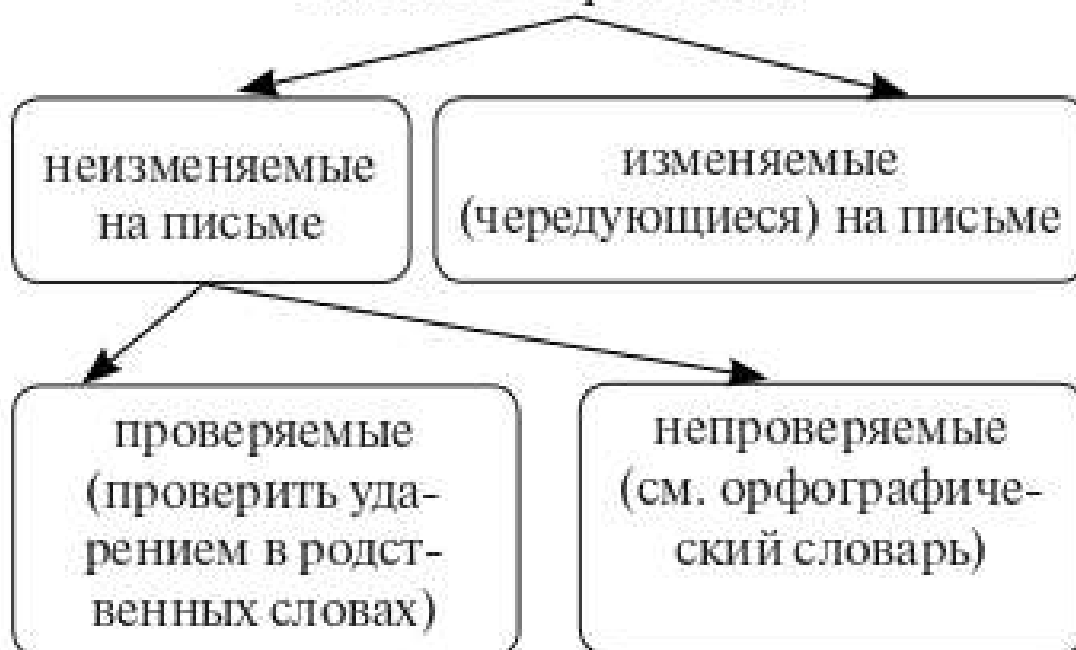 неизменяемые
на письме
изменяемые
(чередующиеся) на письме
проверяемые
(проверить уда-
рением в родст-
венных словах)
непроверяемые
(см. орфографиче-
ский словарь)